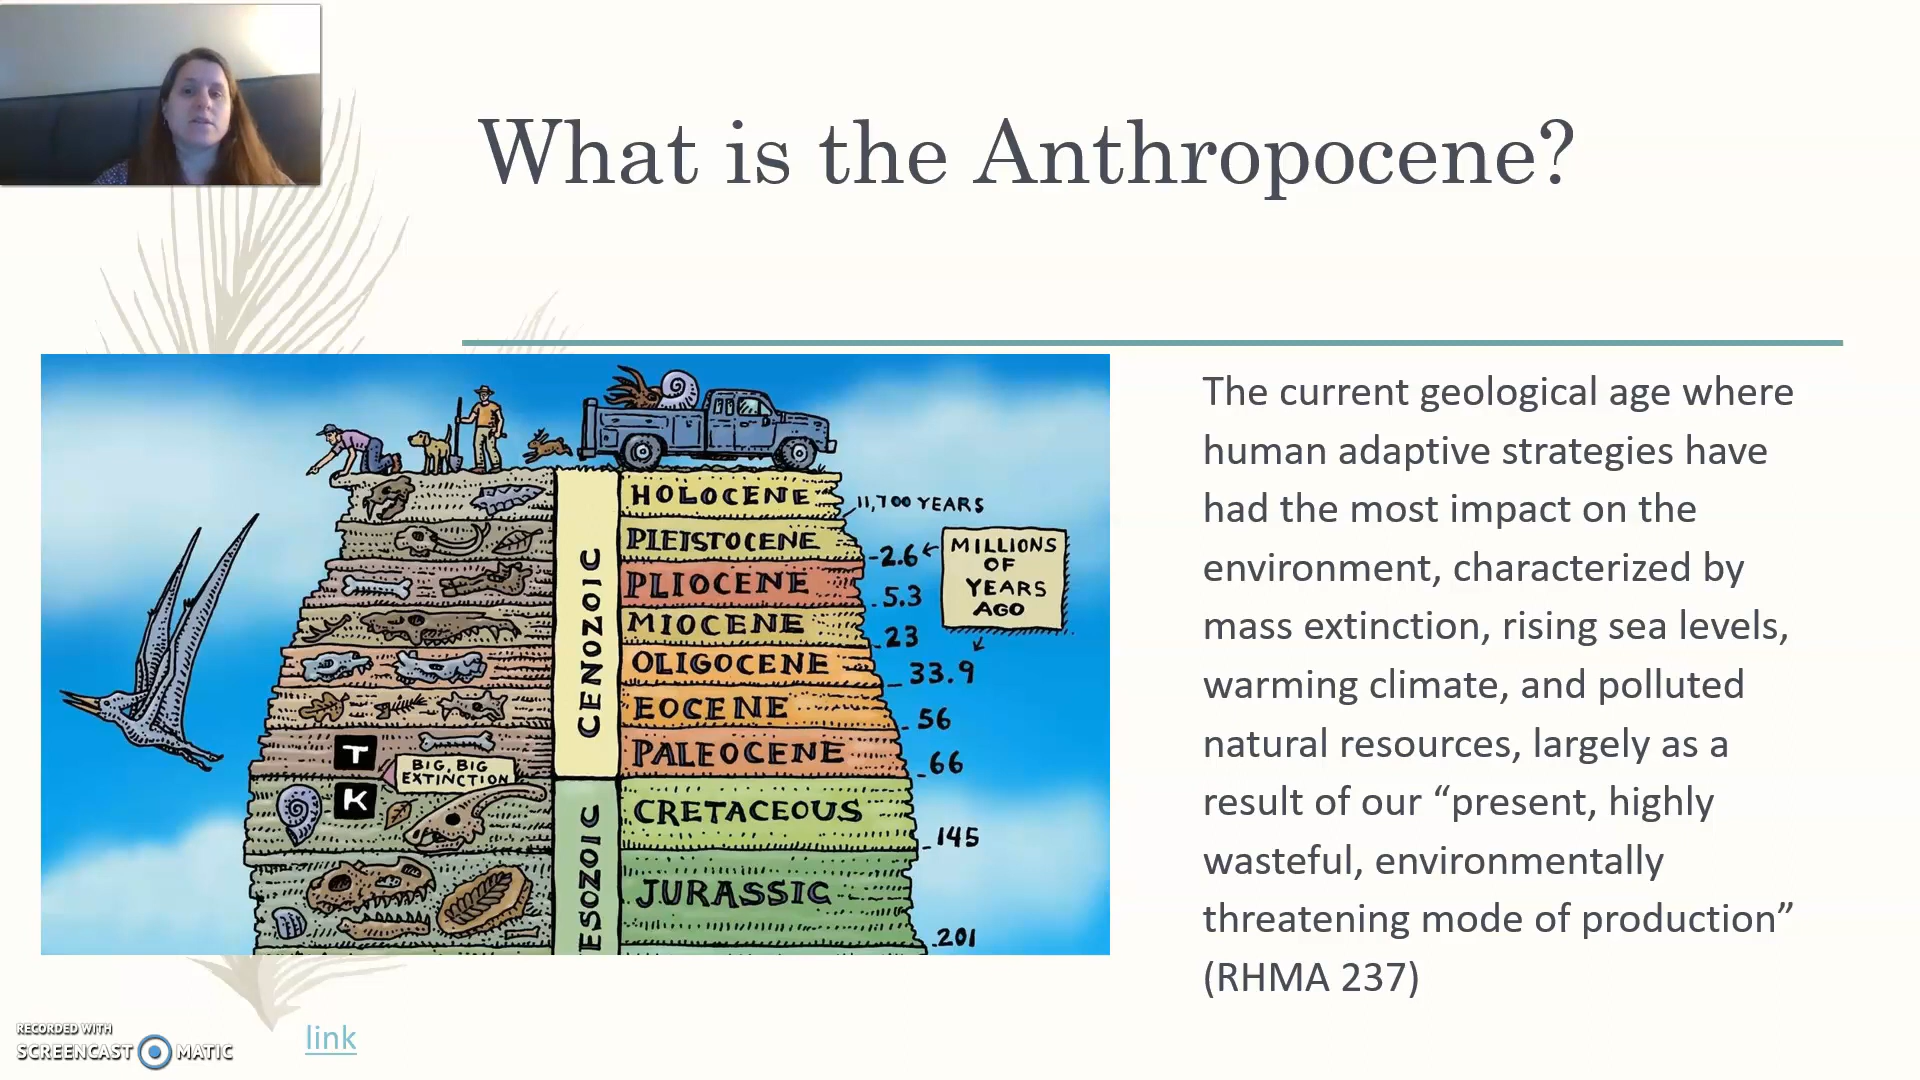 What is the Anthropocene?
HOLOCENE
11,700 YEARS
PLEISTOCENE
2.6
MILLIONS
OF
YEARS
AGO
PLIOCENE
5.3
MIOCENE
23
OLIGOCENE
33.9
EOCENE
56
PALEOCENE
66
CENOZOIC
T
BIG, BIG
EXTINCTION
K
CRETACEOUS
145
JURASSIC
201
ESOZOIC
The current geological age where
human adaptive strategies have
had the most impact on the
environment, characterized by
mass extinction, rising sea levels,
warming climate, and polluted
natural resources, largely as a
result of our “present, highly
wasteful, environmentally
threatening mode of production”
(RHMA 237)
link
RECORDED WITH
SCREENCAST MATIC